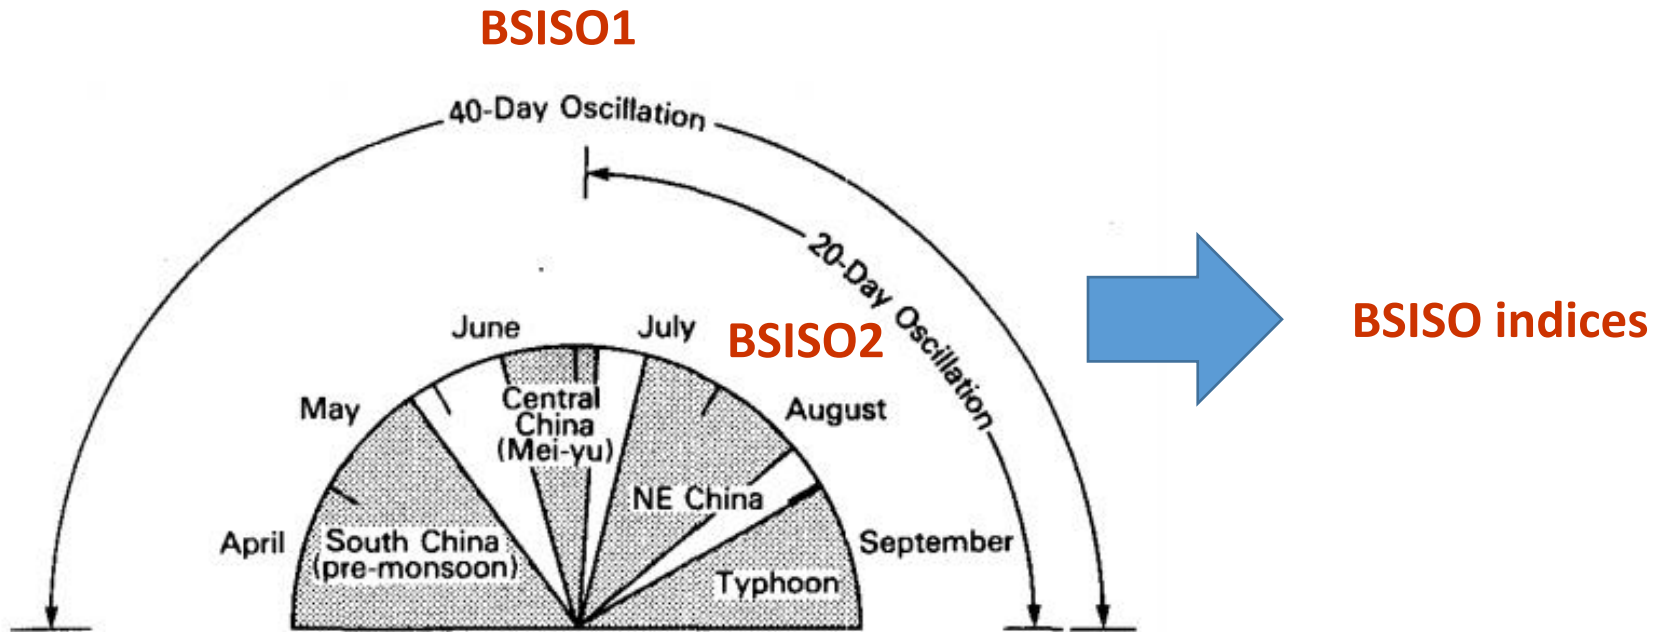 BSISO1
40-Day Oscillation
20-Day Oscillation
June
July
BSISO2
BSISO indices
Central
China
(Mei-yu)
May
August
NE China
April
South China
(pre-monsoon)
September
Typhoon